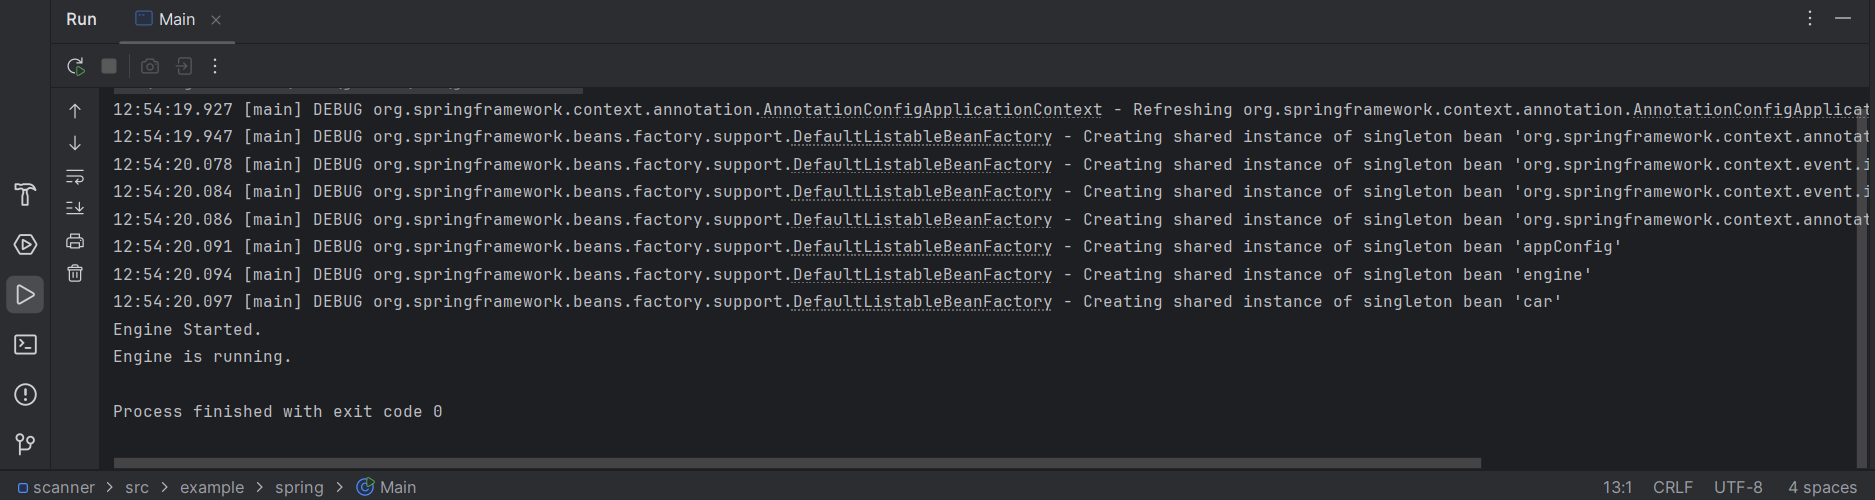 Run Main
12:54:19.927 [main] DEBUG org.springframework.context.annotation.AnnotationConfigApplicationContext - Refreshing org.springframework.context.annotation.AnnotationConfigApplicat
12:54:19.947 [main] DEBUG org.springframework.beans.factory.support.DefaultListableBeanFactory - Creating shared instance of singleton bean 'org.springframework.context.annotat
12:54:20.078 [main] DEBUG org.springframework.beans.factory.support.DefaultListableBeanFactory - Creating shared instance of singleton bean 'org.springframework.context.event.i
12:54:20.084 [main] DEBUG org.springframework.beans.factory.support.DefaultListableBeanFactory - Creating shared instance of singleton bean 'org.springframework.context.event.i
12:54:20.086 [main] DEBUG org.springframework.beans.factory.support.DefaultListableBeanFactory - Creating shared instance of singleton bean 'org.springframework.context.annotat
12:54:20.091 [main] DEBUG org.springframework.beans.factory.support.DefaultListableBeanFactory - Creating shared instance of singleton bean 'appConfig'
12:54:20.094 [main] DEBUG org.springframework.beans.factory.support.DefaultListableBeanFactory - Creating shared instance of singleton bean 'engine'
12:54:20.097 [main] DEBUG org.springframework.beans.factory.support.DefaultListableBeanFactory - Creating shared instance of singleton bean 'car'
Engine Started.
Engine is running.
Process finished with exit code 0
scanner > src > example > spring > Main 13:1 CRLF UTF-8 4 spaces